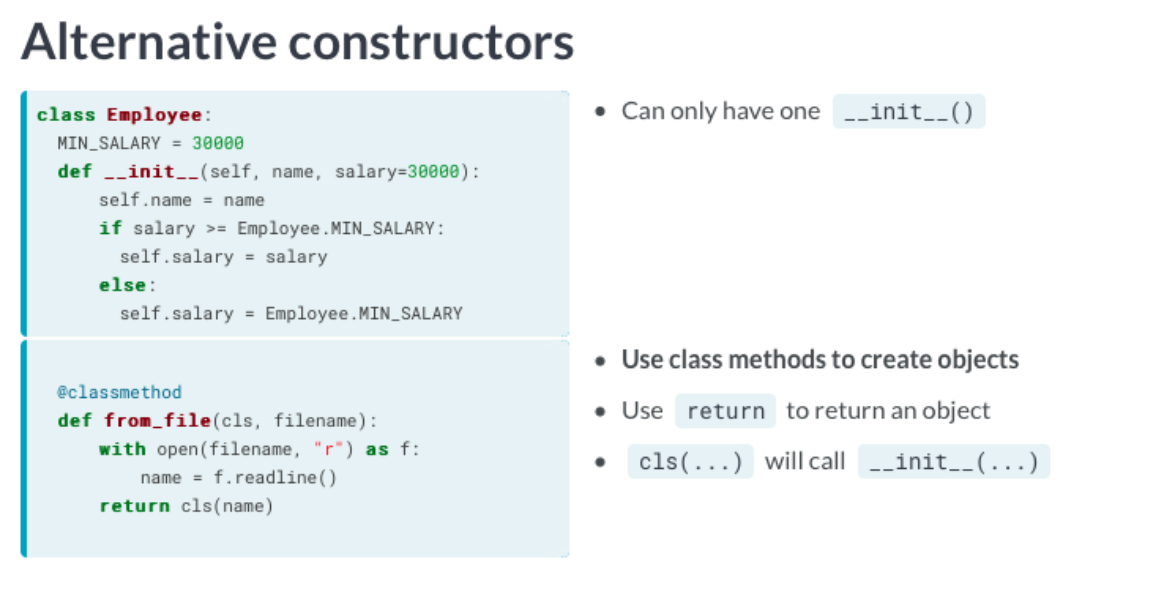 Alternative constructors
class Employee:
  MIN_SALARY = 30000
  def __init__(self, name, salary=30000):
      self.name = name
      if salary >= Employee.MIN_SALARY:
        self.salary = salary
      else:
        self.salary = Employee.MIN_SALARY
• Can only have one __init__()
  @classmethod
  def from_file(cls, filename):
      with open(filename, "r") as f:
          name = f.readline()
      return cls(name)
• Use class methods to create objects
• Use return to return an object
• cls(...) will call __init__(...)